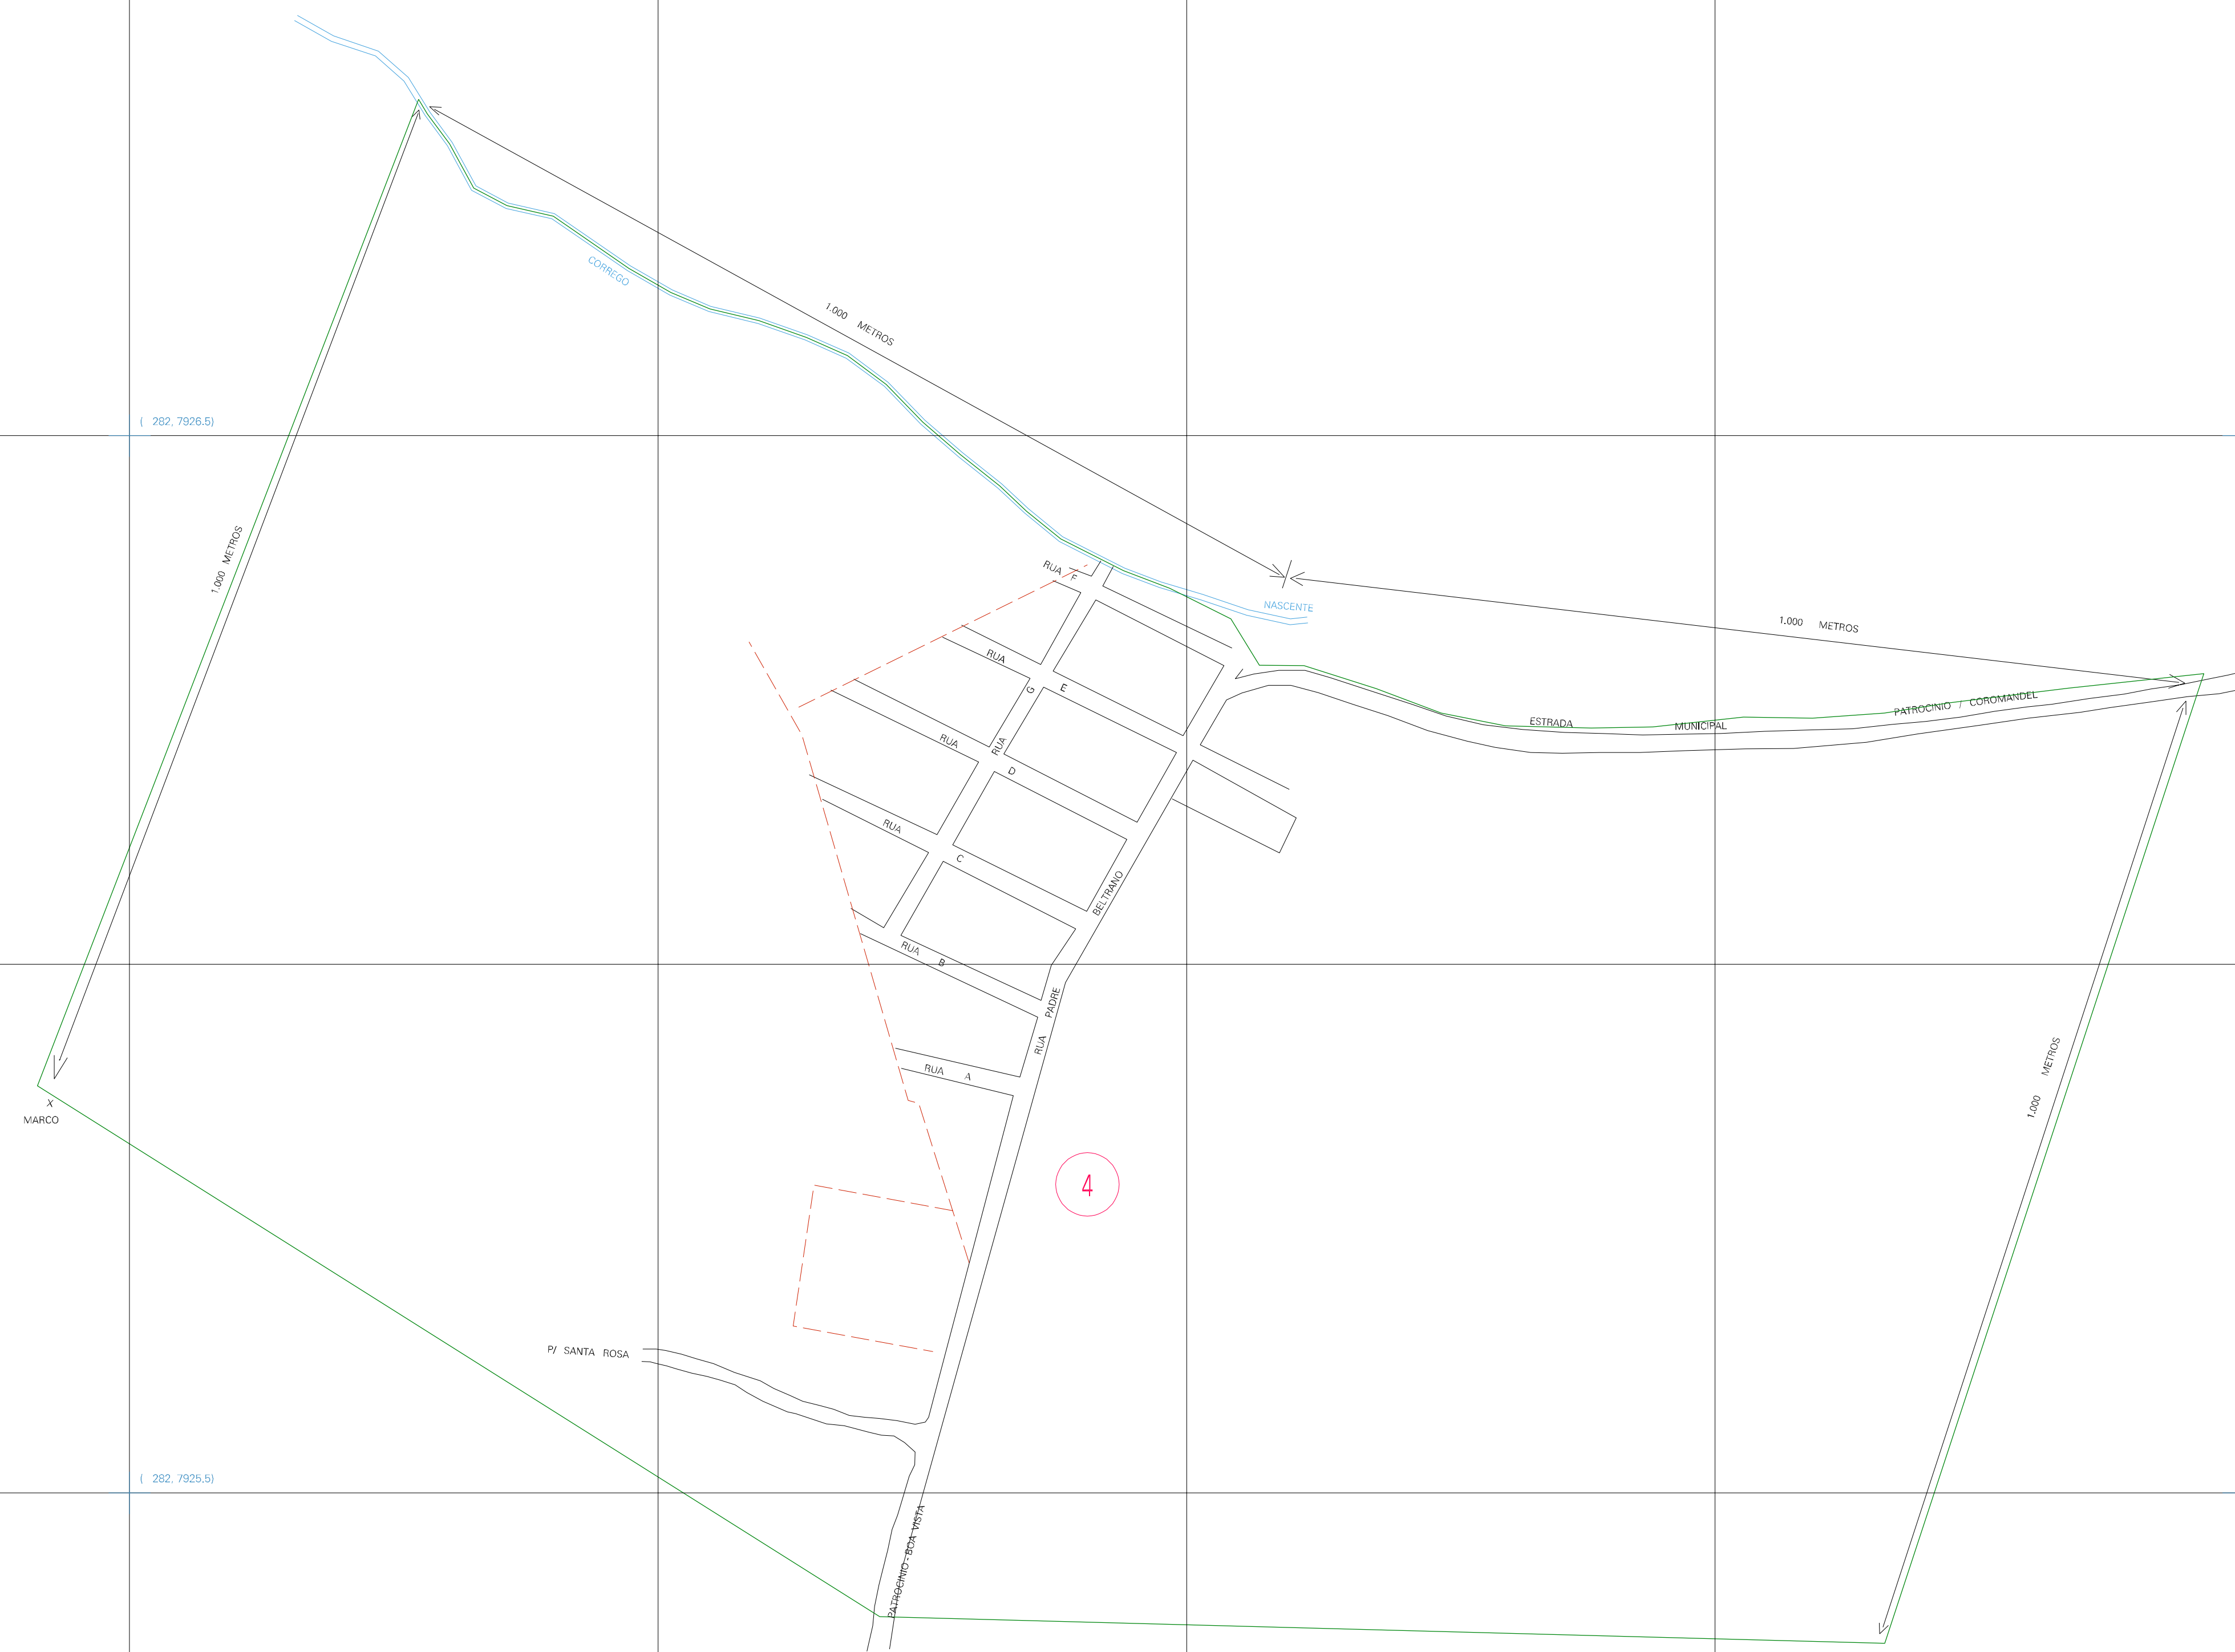 CORREGO
1.000 METROS
( 282, 7926.5)
1.000 METROS
RUA F
NASCENTE
1.000 METROS
RUA
G
E
PATROCINIO / COROMANDEL
ESTRADA MUNICIPAL
RUA
RUA
D
RUA
C
BELTRANO
RUA B
PADRE
RUA
RUA A
1.000 METROS
X
MARCO
4
P/ SANTA ROSA
( 282, 7925.5)
PATROCINIO - BOA VISTA